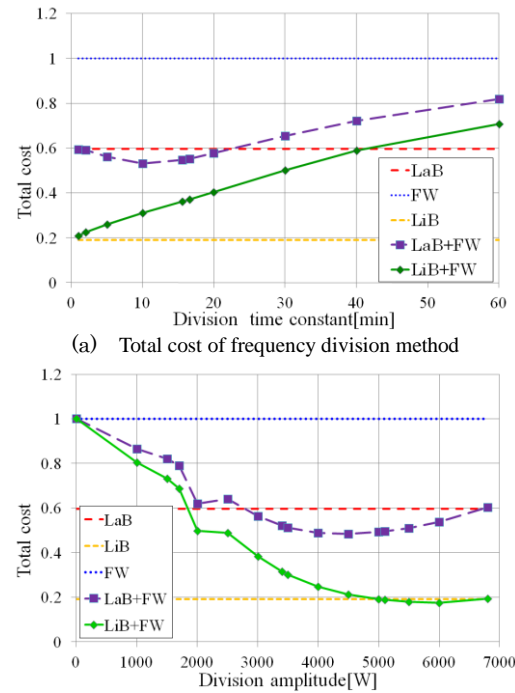 1.2
1
0.8
0.6
0.4
0.2
0
Total cost
LaB
FW
LiB
LaB+FW
LiB+FW
0 10 20 30 40 50 60
Division time constant[min]
(a) Total cost of frequency division method
1.2
1
0.8
0.6
0.4
0.2
0
Total cost
LaB
LiB
FW
LaB+FW
LiB+FW
0 1000 2000 3000 4000 5000 6000 7000
Division amplitude[W]